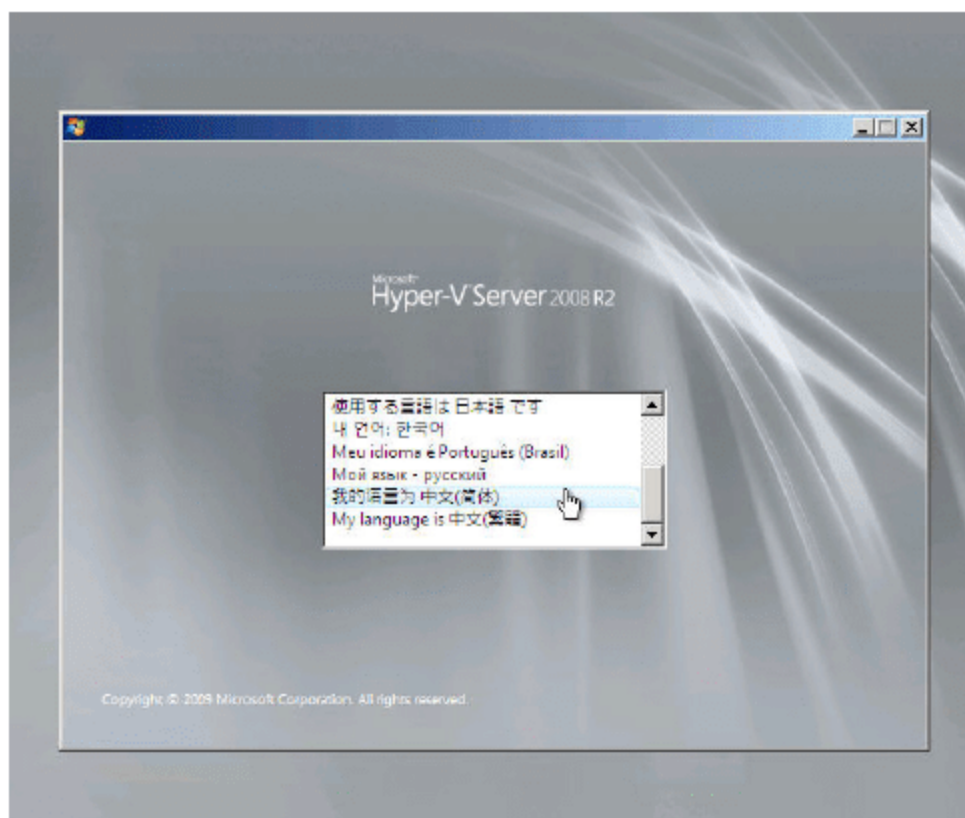 Microsoft
Hyper-V Server 2008 R2
使用する言語は 日本語 です
내 언어: 한국어
Meu idioma é Português (Brasil)
Мой язык - русский
我的语言为 中文(简体)
My language is 中文(繁體)
Copyright © 2009 Microsoft Corporation. All rights reserved.